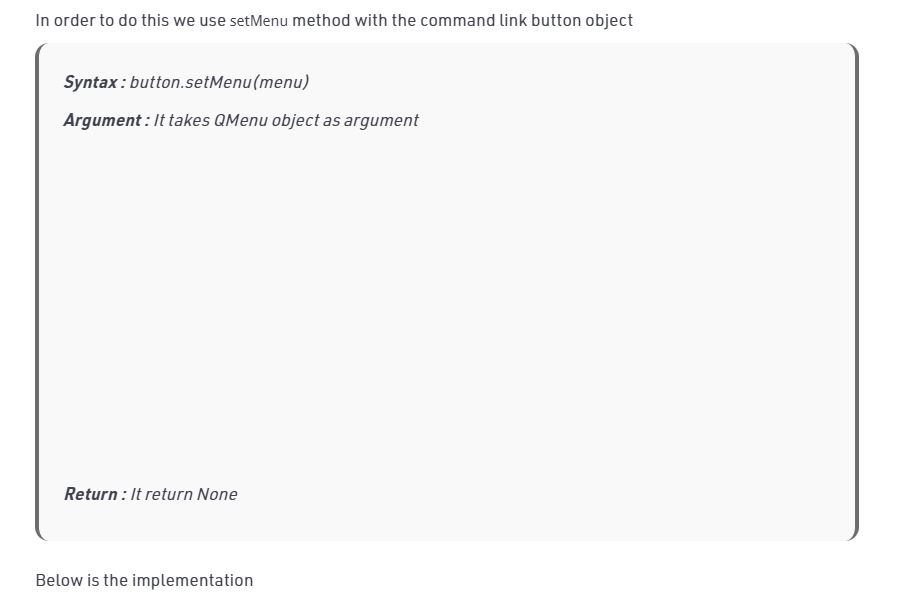 In order to do this we use setMenu method with the command link button object
Syntax : button.setMenu(menu)
Argument : It takes QMenu object as argument
Return : It return None
Below is the implementation